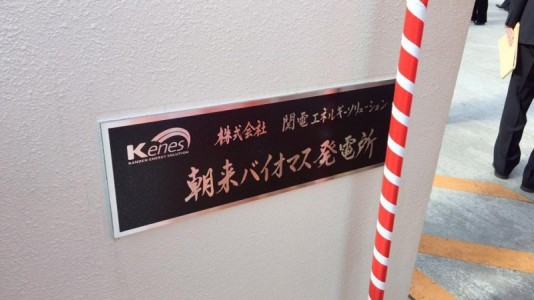 Kenes
KANDEN ENERGY SOLUTION
株式会社 関電エネルギーソリューション
朝来バイオマス発電所